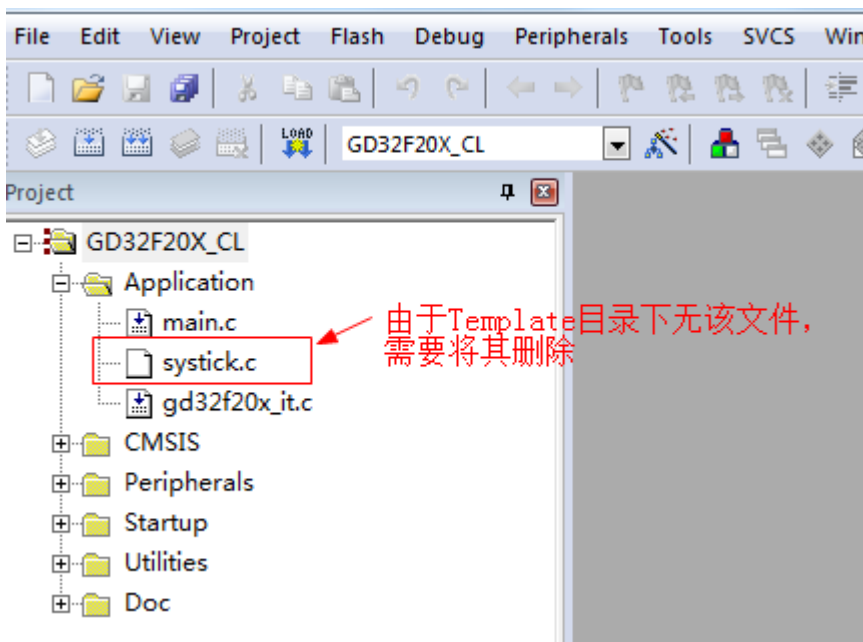 File Edit View Project Flash Debug Peripherals Tools SVCS Win
LOAD
GD32F20X_CL
Project
GD32F20X_CL
Application
main.c
systick.c
gd32f20x_it.c
CMSIS
Peripherals
Startup
Utilities
Doc
由于Template目录下无该文件，
需要将其删除